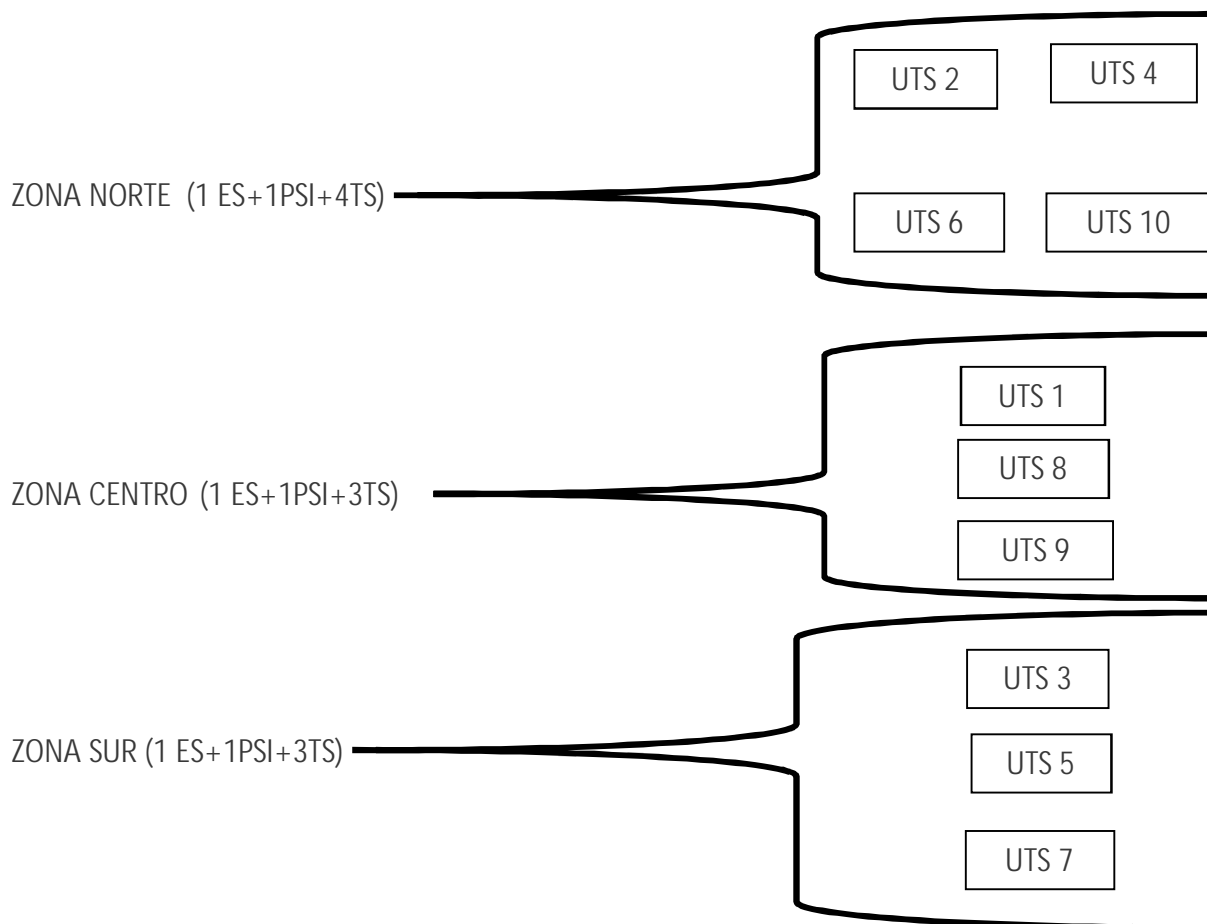 UTS 2
UTS 4
ZONA NORTE (1 ES+1PSI+4TS)
UTS 6
UTS 10
UTS 1
UTS 8
ZONA CENTRO (1 ES+1PSI+3TS)
UTS 9
UTS 3
ZONA SUR (1 ES+1PSI+3TS)
UTS 5
UTS 7